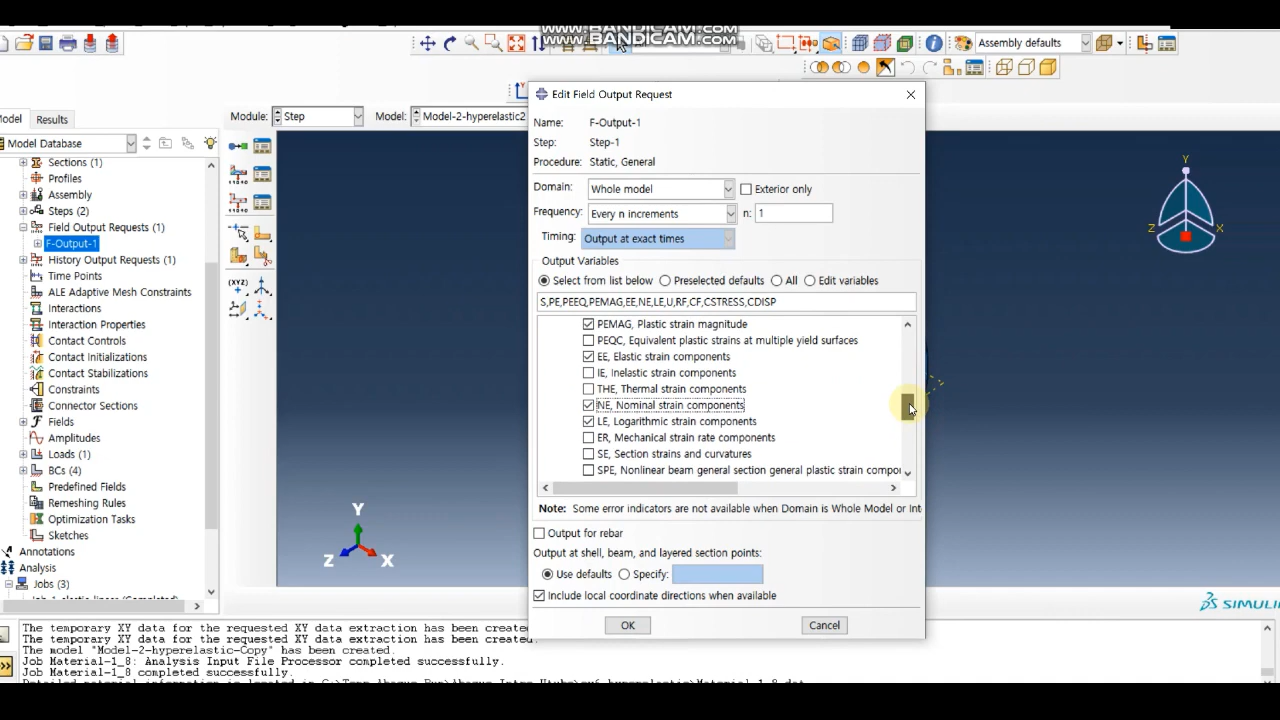 WWW.BANDICAM.COM
WWW.BANDICAM.COM
Assembly defaults
Model
Results
Module:
Step
Model:
Model-2-hyperelastic2
Model Database
Sections (1)
Profiles
Assembly
Steps (2)
Field Output Requests (1)
F-Output-1
History Output Requests (1)
Time Points
ALE Adaptive Mesh Constraints
Interactions
Interaction Properties
Contact Controls
Contact Initializations
Contact Stabilizations
Constraints
Connector Sections
Fields
Amplitudes
Loads (1)
BCs (4)
Predefined Fields
Remeshing Rules
Optimization Tasks
Sketches
Annotations
Analysis
Jobs (3)
Edit Field Output Request
Name: F-Output-1
Step: Step-1
Procedure: Static, General
Domain: Whole model Exterior only
Frequency: Every n increments n: 1
Timing: Output at exact times
Output Variables
Select from list below Preselected defaults All Edit variables
S,PE,PEEQ,PEMAG,EE,NE,LE,U,RF,CF,CSTRESS,CDISP
PEMAG, Plastic strain magnitude
PEQC, Equivalent plastic strains at multiple yield surfaces
EE, Elastic strain components
IE, Inelastic strain components
THE, Thermal strain components
NE, Nominal strain components
LE, Logarithmic strain components
ER, Mechanical strain rate components
SE, Section strains and curvatures
SPE, Nonlinear beam general section general plastic strain compor
Note: Some error indicators are not available when Domain is Whole Model or Int
Output for rebar
Output at shell, beam, and layered section points:
Use defaults Specify:
Include local coordinate directions when available
OK Cancel
Y
Z X
Y
Z X
SIMULI
The temporary XY data for the requested XY data extraction has been created
The temporary XY data for the requested XY data extraction has been created.
The model "Model-2-hyperelastic-Copy" has been created.
Job Material-1_8: Analysis Input File Processor completed successfully.
Job Material-1_8 completed successfully.